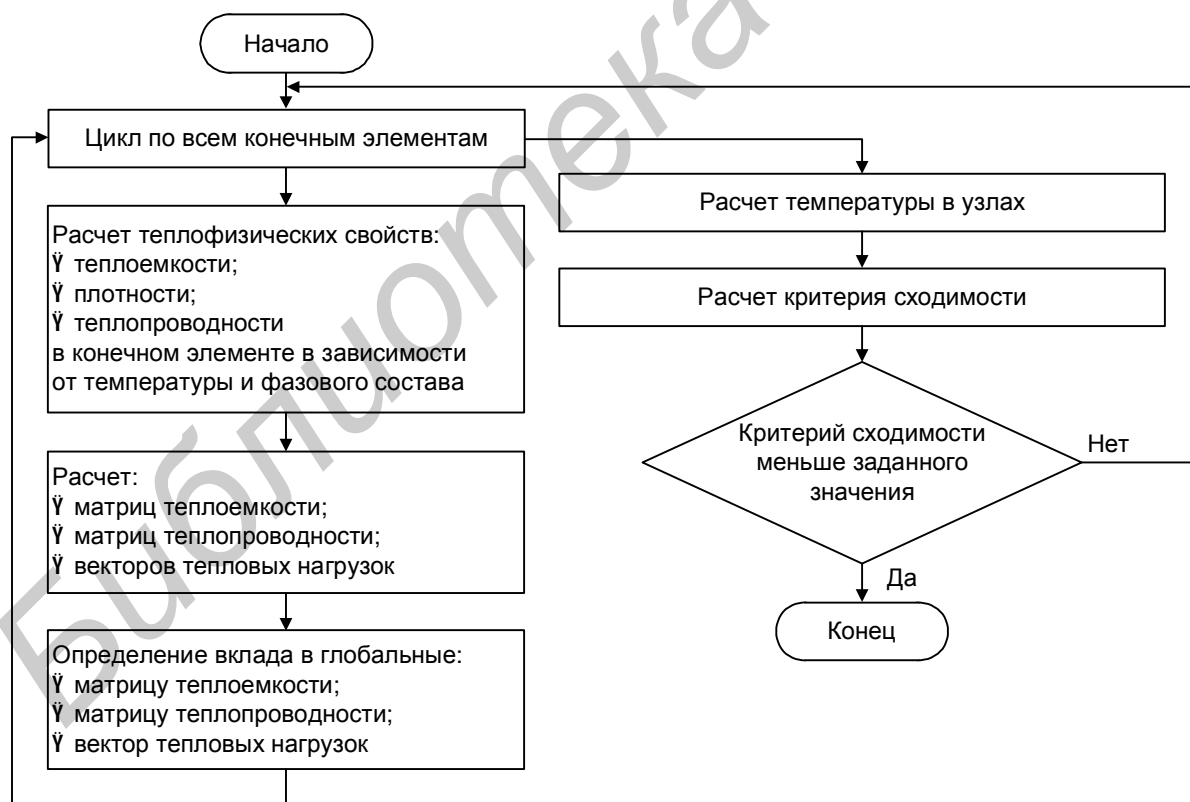 Начало
Цикл по всем конечным элементам
Расчет теплофизических свойств:
Ÿ теплоемкости;
Ÿ плотности;
Ÿ теплопроводности
в конечном элементе в зависимости
от температуры и фазового состава
Расчет:
Ÿ матриц теплоемкости;
Ÿ матриц теплопроводности;
Ÿ векторов тепловых нагрузок
Определение вклада в глобальные:
Ÿ матрицу теплоемкости;
Ÿ матрицу теплопроводности;
Ÿ вектор тепловых нагрузок
Расчет температуры в узлах
Расчет критерия сходимости
Критерий сходимости
меньше заданного
значения
Нет
Да
Конец
Библиотека